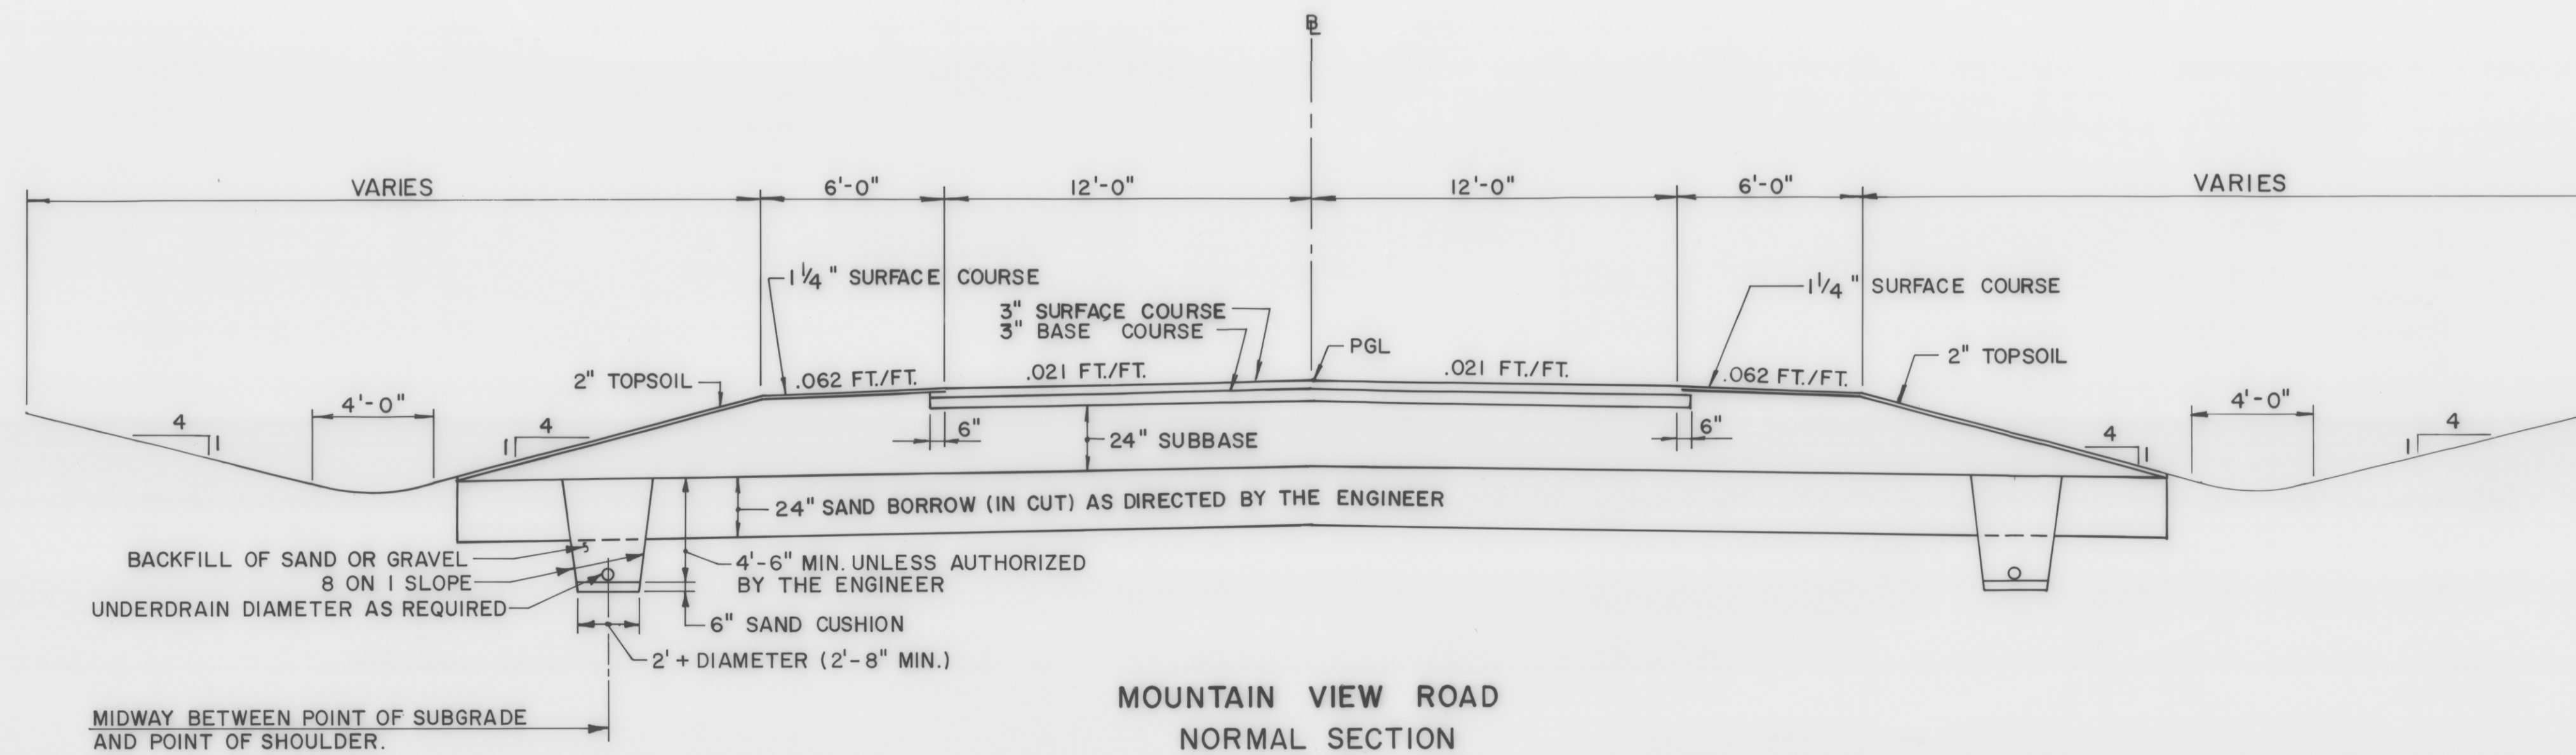 ℄
VARIES
6'-0"
12'-0"
12'-0"
6'-0"
VARIES
1 1/4" SURFACE COURSE
3" SURFACE COURSE
3" BASE COURSE
1 1/4" SURFACE COURSE
PGL
2" TOPSOIL
.062 FT./FT.
.021 FT./FT.
.021 FT./FT.
.062 FT./FT.
2" TOPSOIL
4'-0"
4'-0"
4
1
4
1
6"
24" SUBBASE
6"
4
1
4
1
24" SAND BORROW (IN CUT) AS DIRECTED BY THE ENGINEER
BACKFILL OF SAND OR GRAVEL
8 ON 1 SLOPE
UNDERDRAIN DIAMETER AS REQUIRED
4'-6" MIN. UNLESS AUTHORIZED
BY THE ENGINEER
6" SAND CUSHION
2' + DIAMETER (2'-8" MIN.)
MIDWAY BETWEEN POINT OF SUBGRADE
AND POINT OF SHOULDER.
MOUNTAIN VIEW ROAD
NORMAL SECTION